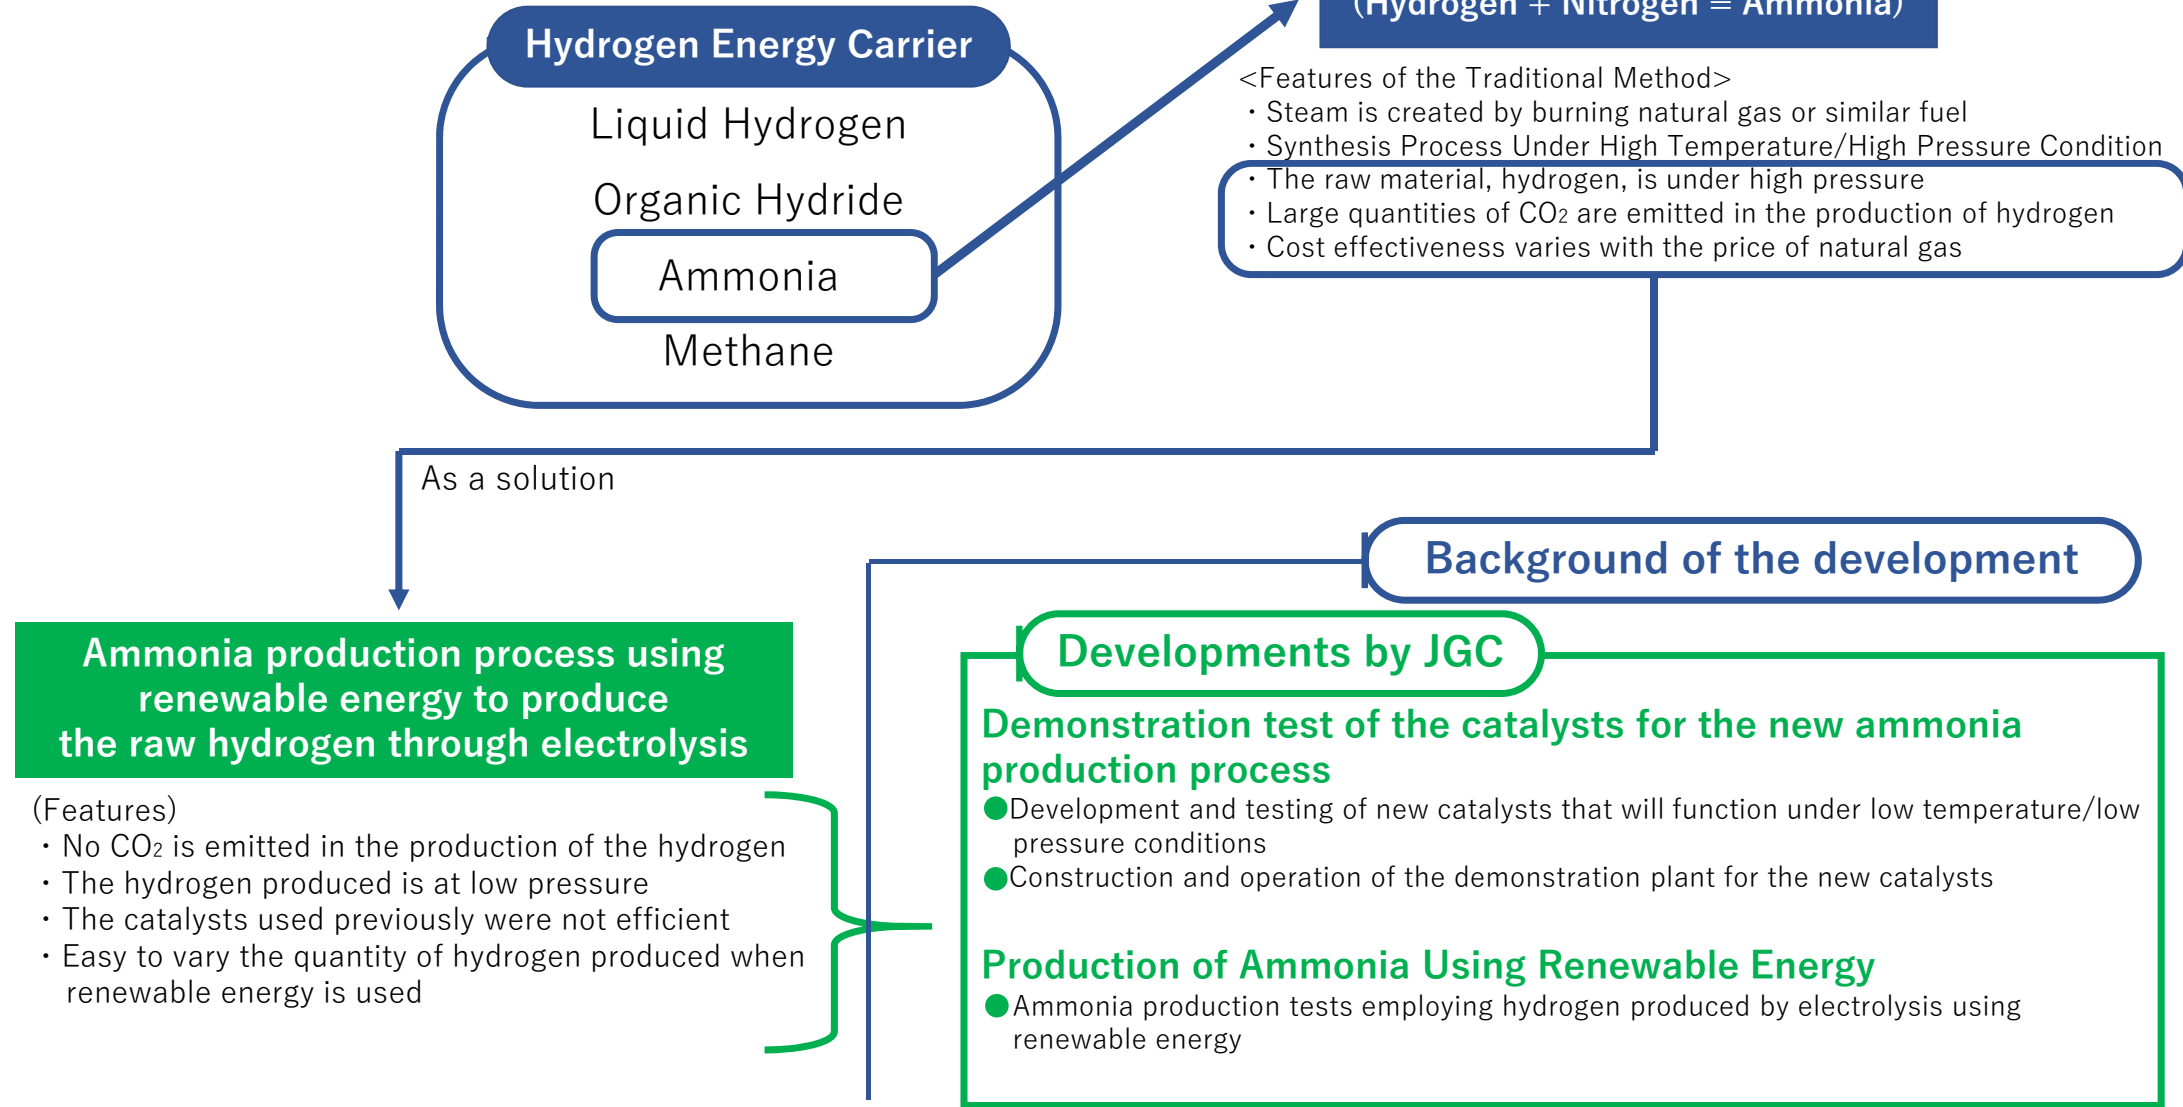 (Hydrogen + Nitrogen = Ammonia)
Hydrogen Energy Carrier
Liquid Hydrogen
Organic Hydride
Ammonia
Methane
<Features of the Traditional Method>
・Steam is created by burning natural gas or similar fuel
・Synthesis Process Under High Temperature/High Pressure Condition
・The raw material, hydrogen, is under high pressure
・Large quantities of CO₂ are emitted in the production of hydrogen
・Cost effectiveness varies with the price of natural gas
As a solution
Background of the development
Ammonia production process using
renewable energy to produce
the raw hydrogen through electrolysis
(Features)
・No CO₂ is emitted in the production of the hydrogen
・The hydrogen produced is at low pressure
・The catalysts used previously were not efficient
・Easy to vary the quantity of hydrogen produced when
renewable energy is used
Developments by JGC
Demonstration test of the catalysts for the new ammonia
production process
●Development and testing of new catalysts that will function under low temperature/low
pressure conditions
●Construction and operation of the demonstration plant for the new catalysts
Production of Ammonia Using Renewable Energy
●Ammonia production tests employing hydrogen produced by electrolysis using
renewable energy